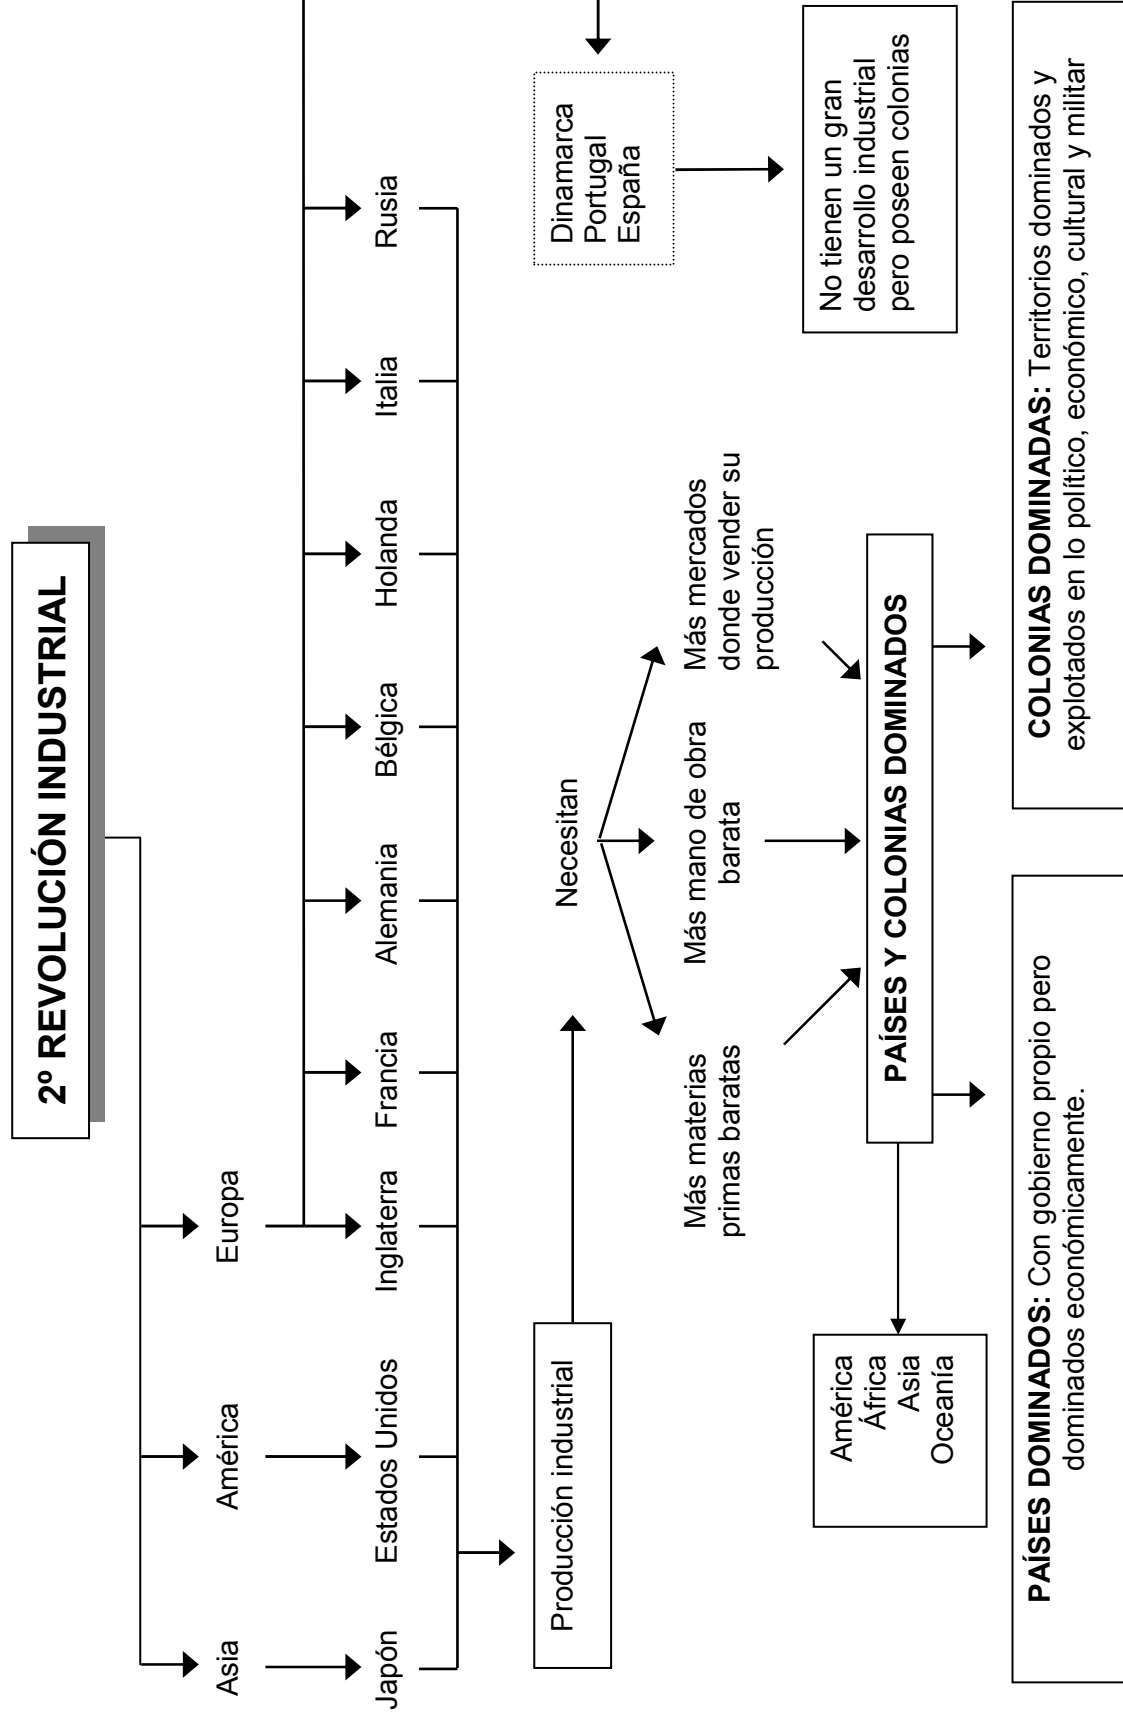 2º REVOLUCIÓN INDUSTRIAL
Asia
América
Europa
Japón
Estados Unidos
Inglaterra
Francia
Alemania
Bélgica
Holanda
Italia
Rusia
Producción industrial
Necesitan
Dinamarca
Portugal
España
Más materias
primas baratas
Más mano de obra
barata
Más mercados
donde vender su
producción
No tienen un gran
desarrollo industrial
pero poseen colonias
América
África
Asia
Oceanía
PAÍSES Y COLONIAS DOMINADOS
PAÍSES DOMINADOS: Con gobierno propio pero
dominados económicamente.
COLONIAS DOMINADAS: Territorios dominados y
explotados en lo político, económico, cultural y militar